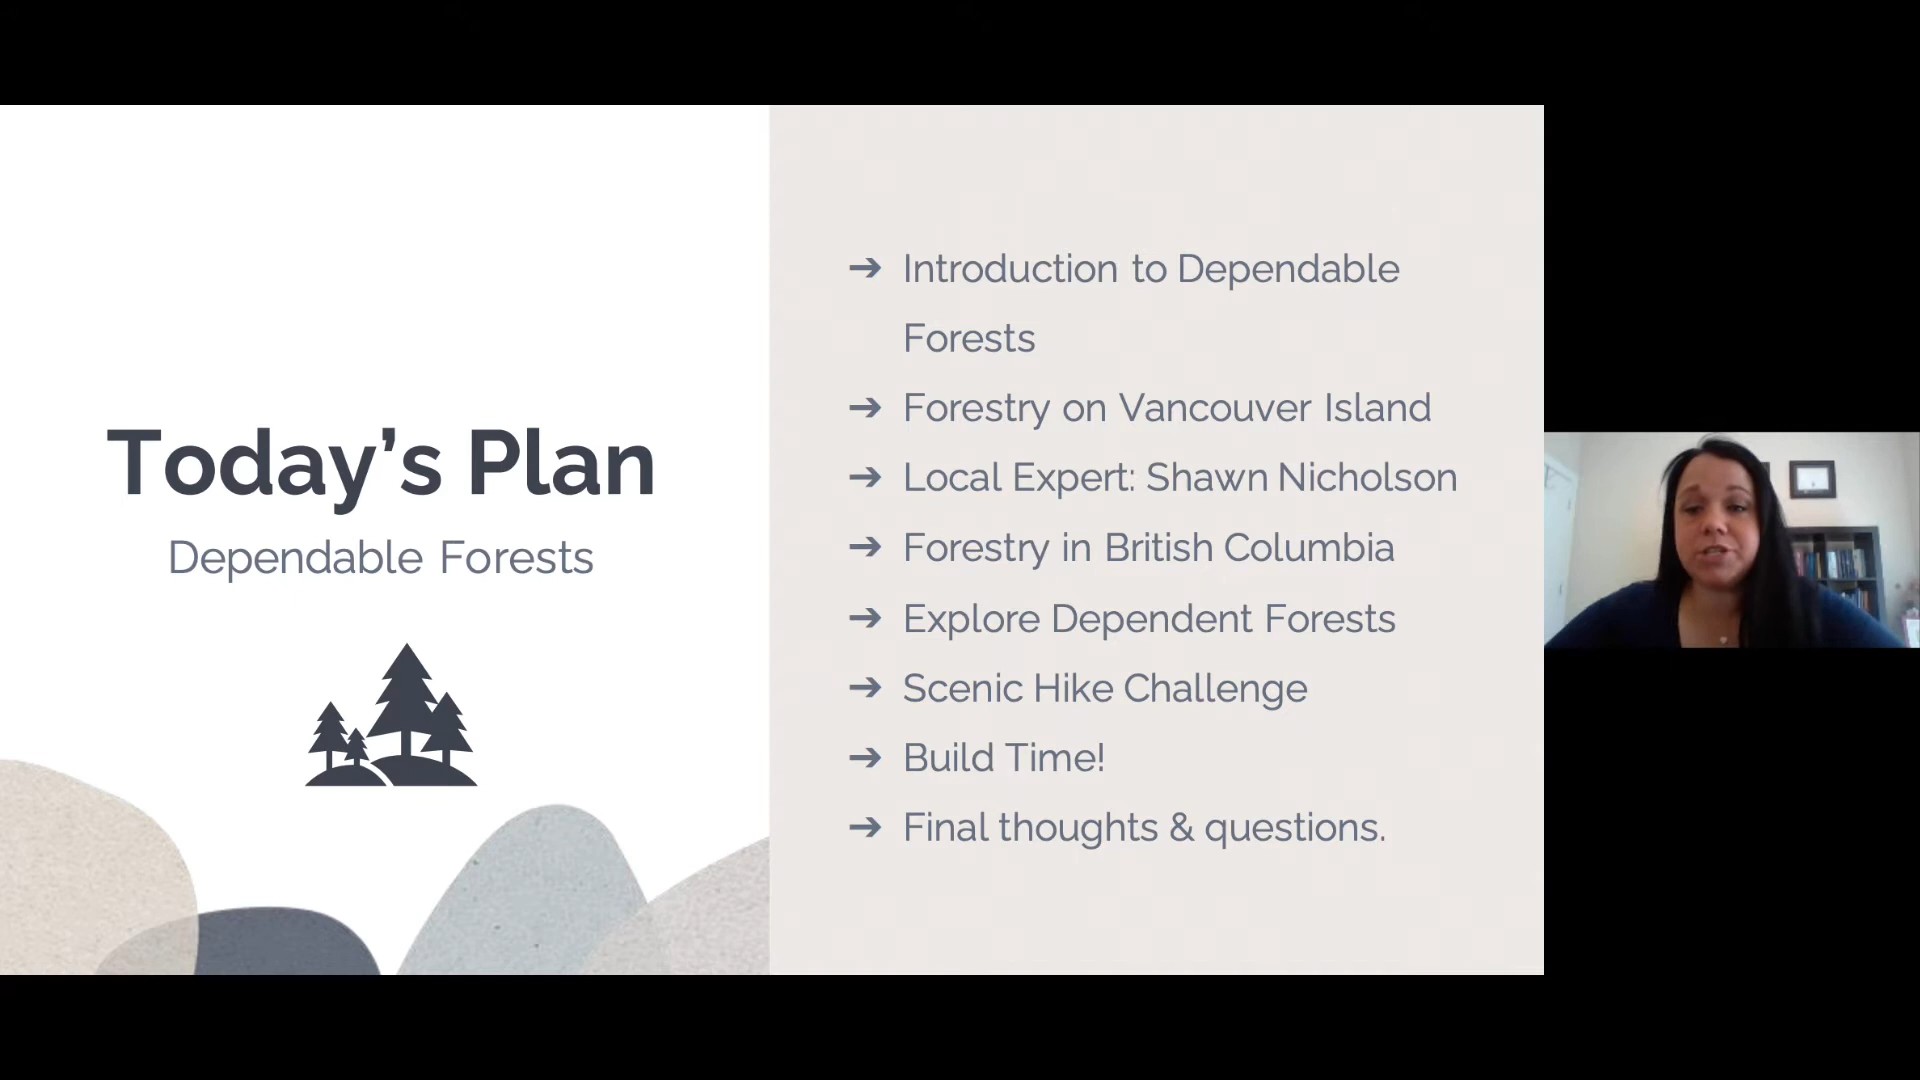 Today’s Plan
Dependable Forests
➔ Introduction to Dependable
Forests
➔ Forestry on Vancouver Island
➔ Local Expert: Shawn Nicholson
➔ Forestry in British Columbia
➔ Explore Dependent Forests
➔ Scenic Hike Challenge
➔ Build Time!
➔ Final thoughts & questions.